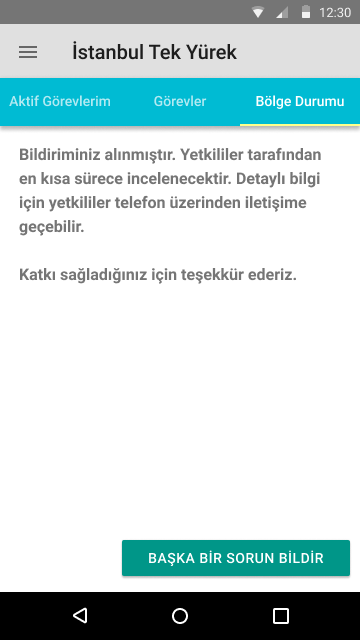 12:30
İstanbul Tek Yürek
Aktif Görevlerim Görevler Bölge Durumu
Bildiriminiz alınmıştır. Yetkililer tarafından
en kısa sürece incelenecektir. Detaylı bilgi
için yetkililer telefon üzerinden iletişime
geçebilir.
Katkı sağladığınız için teşekkür ederiz.
BAŞKA BİR SORUN BİLDİR